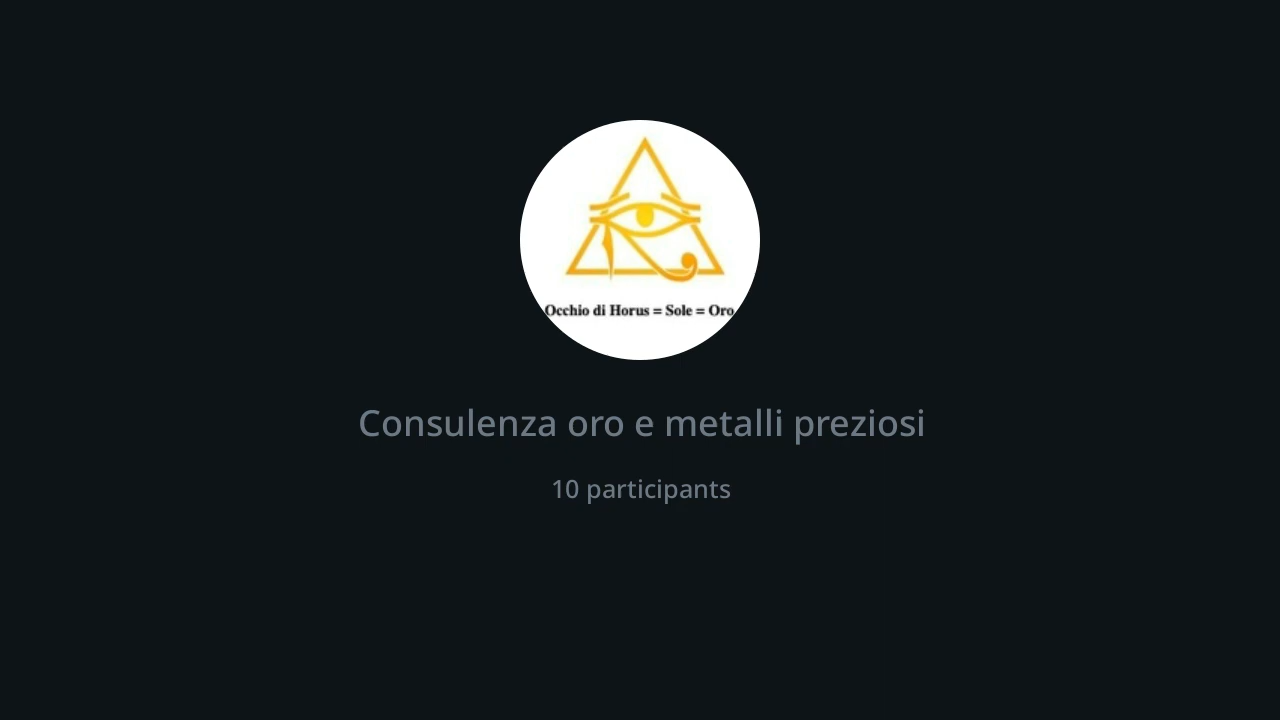 Occhio di Horus = Sole = Oro
Consulenza oro e metalli preziosi
10 participants